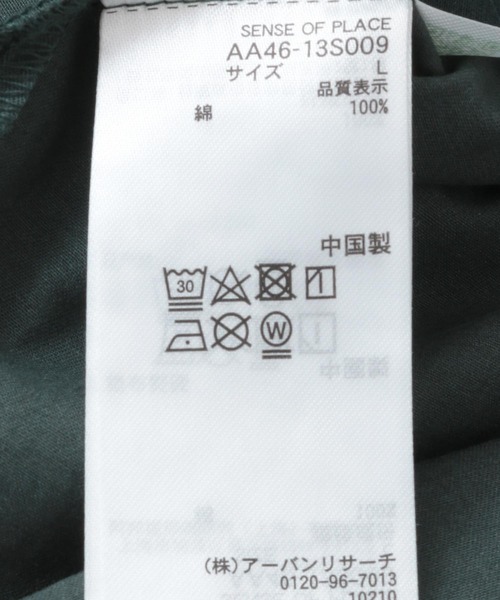 SENSE OF PLACE
AA46-13S009
サイズ L
品質表示
綿 100%
中国製
30
W
(株)アーバンリサーチ
0120-96-7013
10210